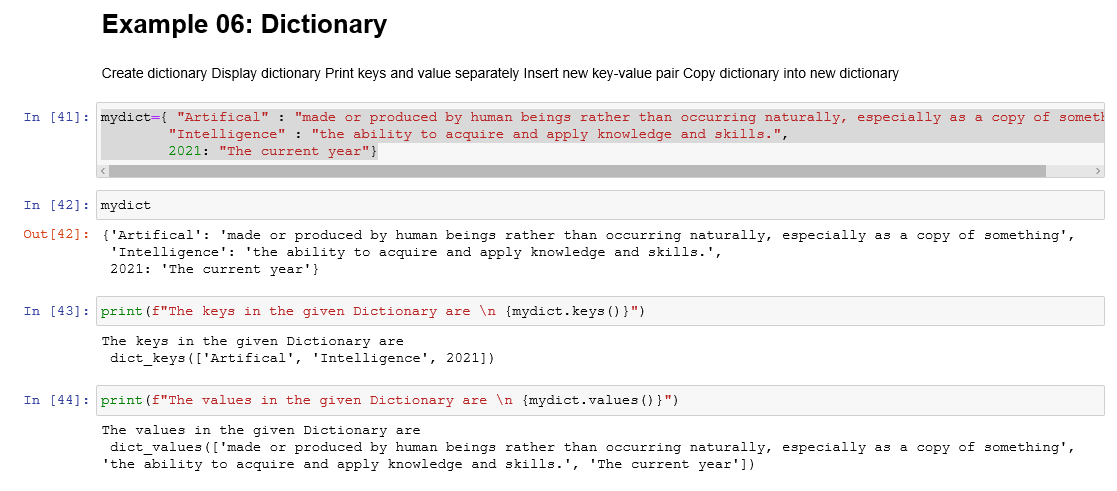 Example 06: Dictionary
Create dictionary Display dictionary Print keys and value separately Insert new key-value pair Copy dictionary into new dictionary
In [41]: mydict={ "Artifical" : "made or produced by human beings rather than occurring naturally, especially as a copy of
"Intelligence" : "the ability to acquire and apply knowledge and skills.",
2021: "The current year"}
In [42]: mydict
Out[42]: {'Artifical': 'made or produced by human beings rather than occurring naturally, especially as a copy of something',
'Intelligence': 'the ability to acquire and apply knowledge and skills.',
2021: 'The current year'}
In [43]: print(f"The keys in the given Dictionary are \n {mydict.keys()}")
The keys in the given Dictionary are
dict_keys(['Artifical', 'Intelligence', 2021])
In [44]: print(f"The values in the given Dictionary are \n {mydict.values()}")
The values in the given Dictionary are
dict_values(['made or produced by human beings rather than occurring naturally, especially as a copy of something',
'the ability to acquire and apply knowledge and skills.', 'The current year'])